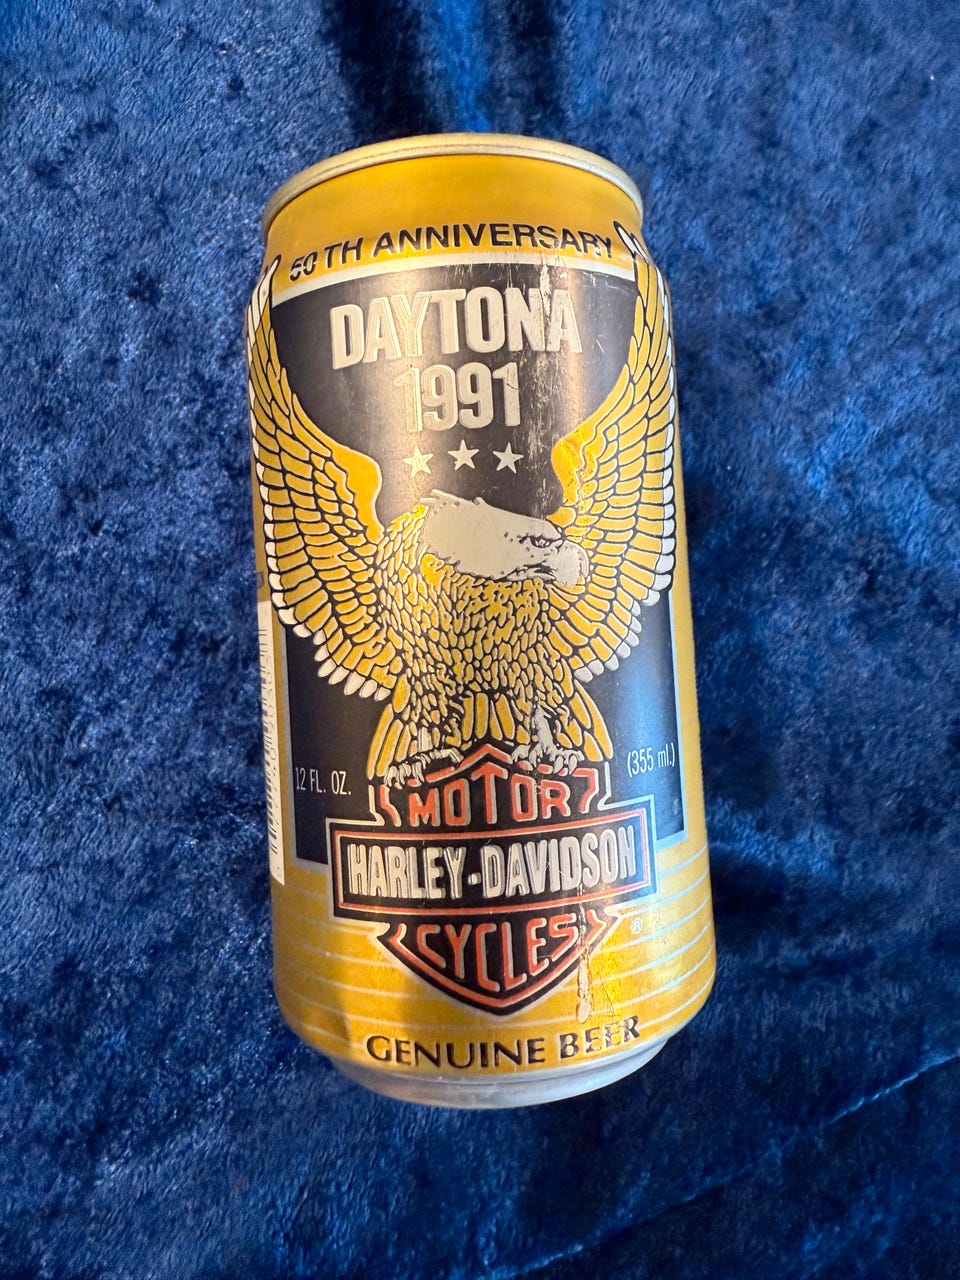 50TH ANNIVERSARY
DAYTONA
1991
12 FL. OZ.
(355 ml.)
MOTOR
HARLEY-DAVIDSON
CYCLES
®
GENUINE BEER